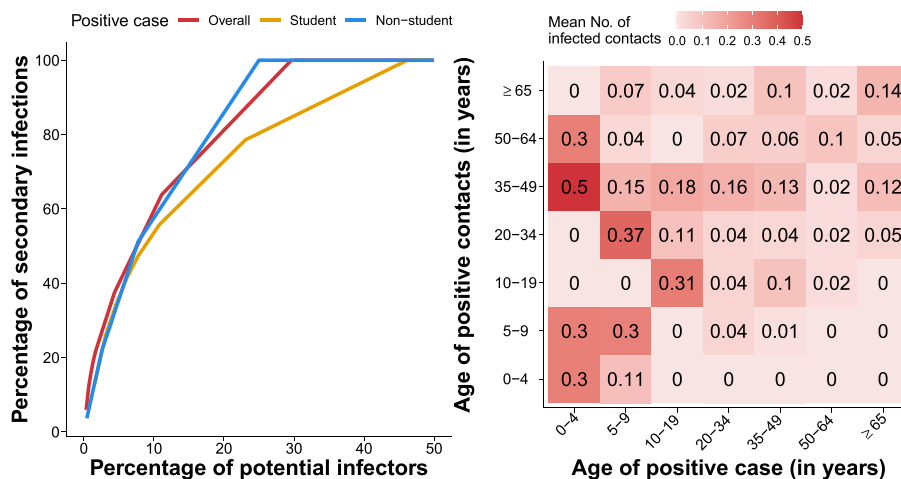 Positive case Overall Student Non−student
Percentage of secondary infections
100
80
60
40
20
0
0 10 20 30 40 50
Percentage of potential infectors
Mean No. of
infected contacts
0.0 0.1 0.2 0.3 0.4 0.5
Age of positive contacts (in years)
≥ 65 0 0.07 0.04 0.02 0.1 0.02 0.14
50−64 0.3 0.04 0 0.07 0.06 0.1 0.05
35−49 0.5 0.15 0.18 0.16 0.13 0.02 0.12
20−34 0 0.37 0.11 0.04 0.04 0.02 0.05
10−19 0 0 0.31 0.04 0.1 0.02 0
5−9 0.3 0.3 0 0.04 0.01 0 0
0−4 0.3 0.11 0 0 0 0 0
0−4 5−9 10−19 20−34 35−49 50−64 ≥ 65
Age of positive case (in years)